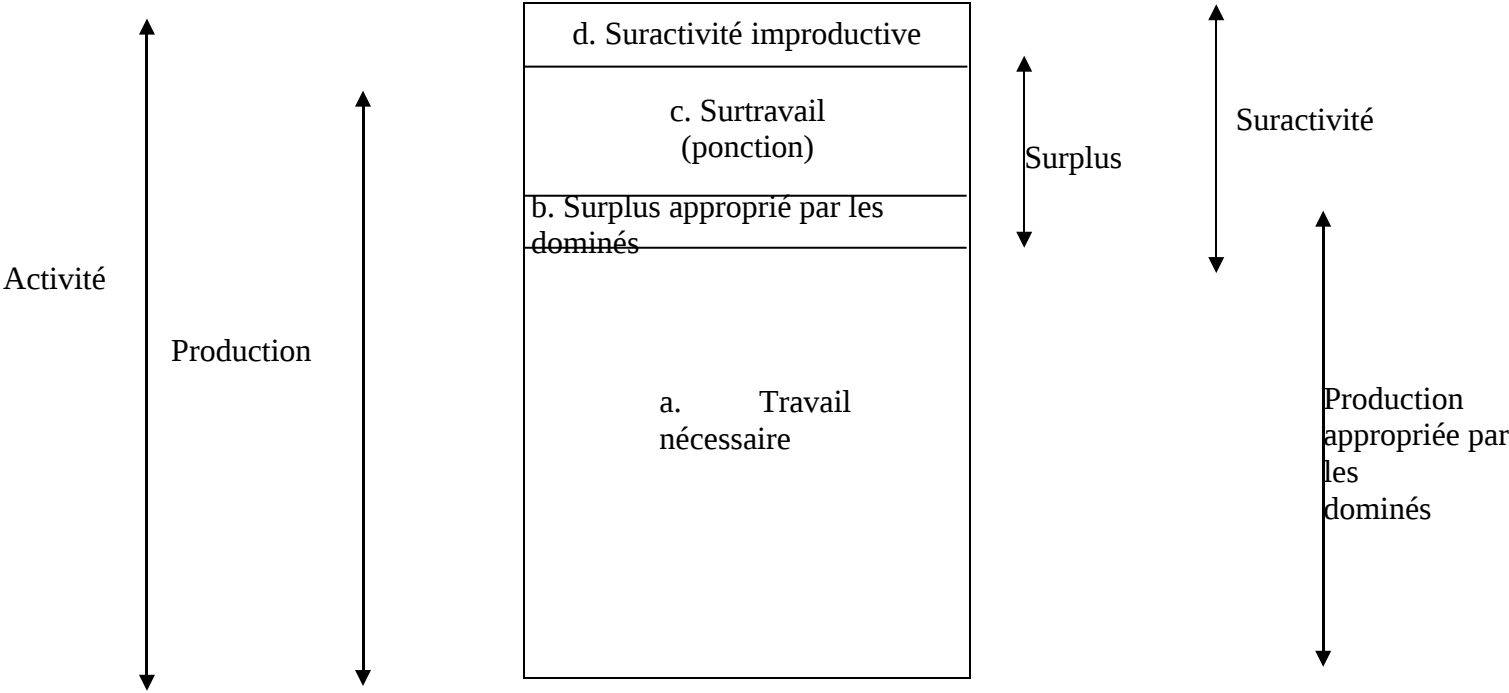 d. Suractivité improductive
c. Surtravail
(ponction)
Suractivité
Surplus
b. Surplus approprié par les
dominés
Activité
Production
a. Travail
nécessaire
Production
appropriée par
les
dominés